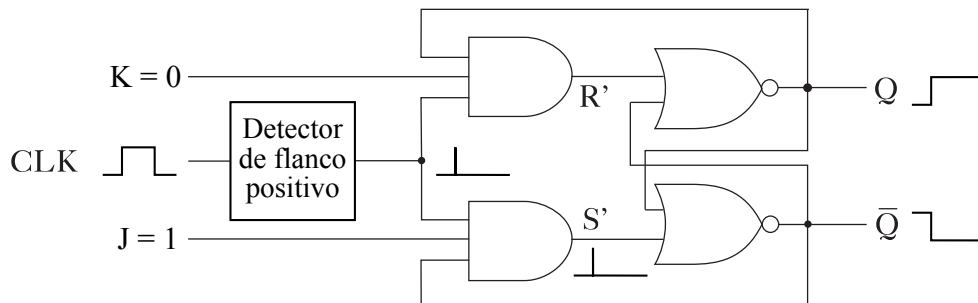 K = 0
R’
Q
Detector
de flanco
positivo
CLK
J = 1
S’
Q̅